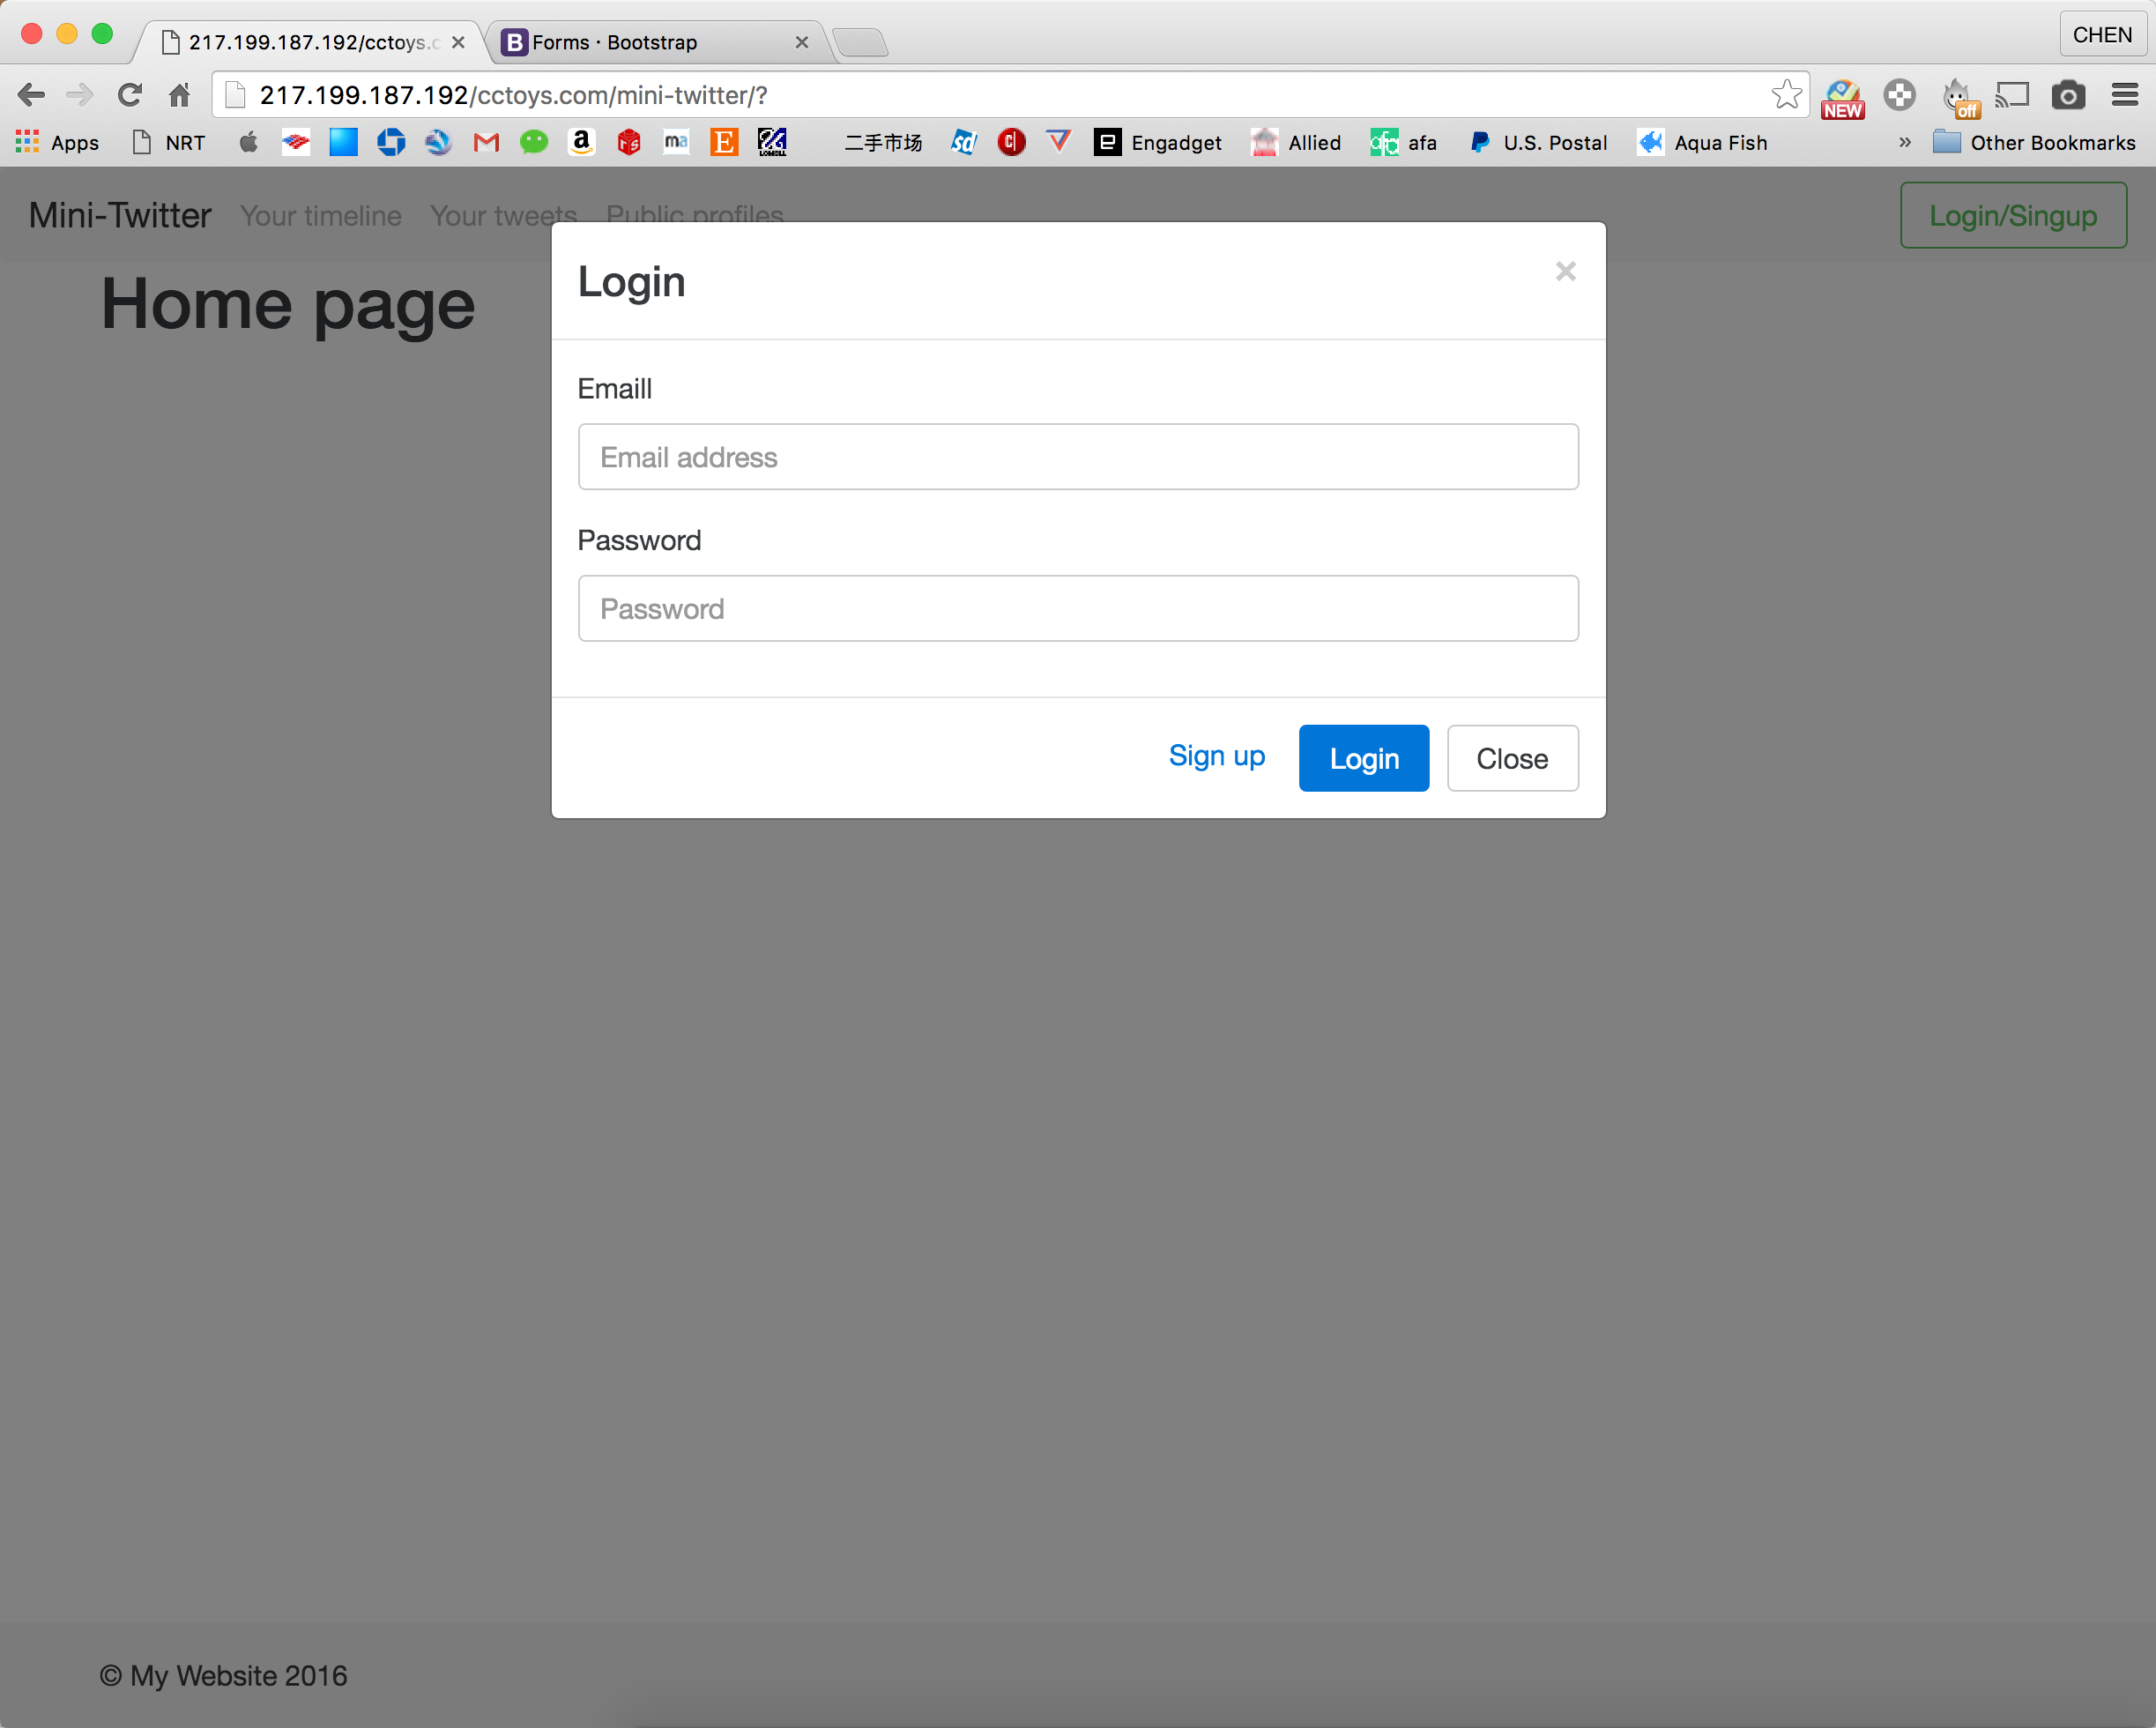 217.199.187.192/cctoys.c
Forms · Bootstrap
CHEN
217.199.187.192/cctoys.com/mini-twitter/?
NEW
off
Apps
NRT
二手市场
Engadget
Allied
afa
U.S. Postal
Aqua Fish
»
Other Bookmarks
Mini-Twitter
Your timeline
Your tweets
Public profiles
Login/Singup
Home page
Login
×
Emaill
Email address
Password
Password
Sign up
Login
Close
© My Website 2016